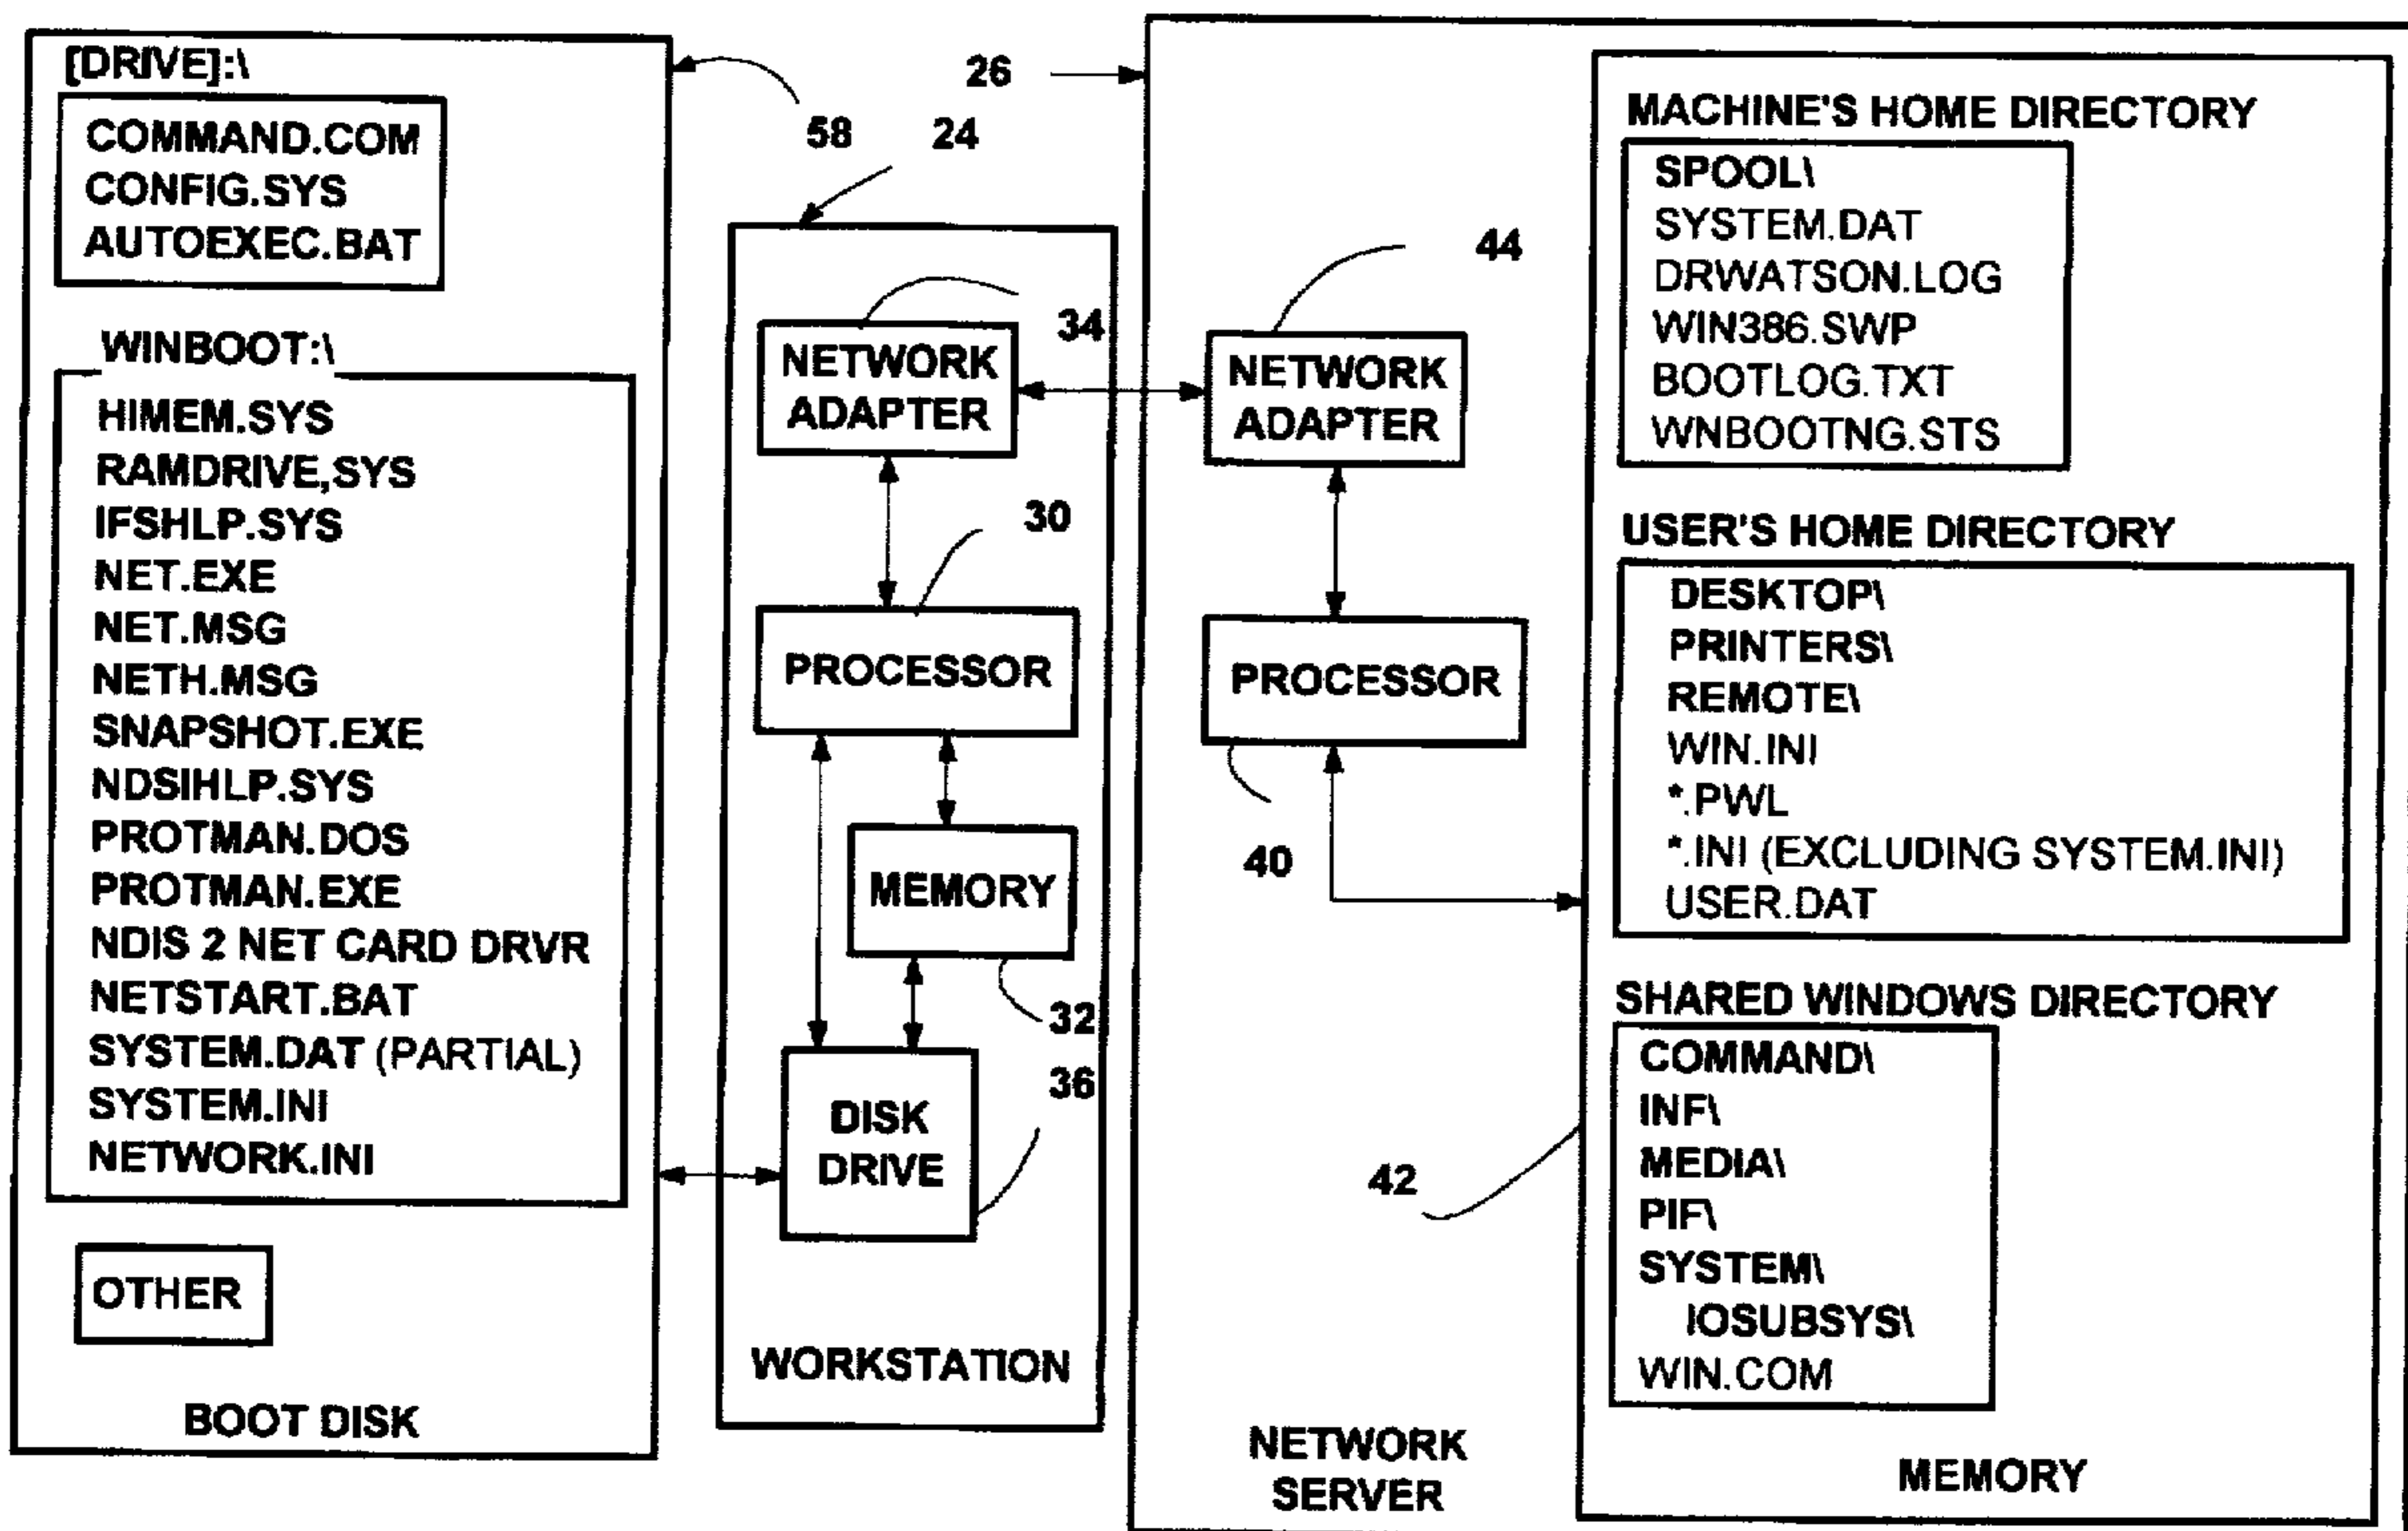 [DRIVE]:\
COMMAND.COM
CONFIG.SYS
AUTOEXEC.BAT
WINBOOT:\
HIMEM.SYS
RAMDRIVE,SYS
IFSHLP.SYS
NET.EXE
NET.MSG
NETH.MSG
SNAPSHOT.EXE
NDSIHLP.SYS
PROTMAN.DOS
PROTMAN.EXE
NDIS 2 NET CARD DRVR
NETSTART.BAT
SYSTEM.DAT (PARTIAL)
SYSTEM.INI
NETWORK.INI
OTHER
BOOT DISK
58
24
26
34
NETWORK
ADAPTER
30
PROCESSOR
MEMORY
32
36
DISK
DRIVE
WORKSTATION
44
NETWORK
ADAPTER
PROCESSOR
40
42
NETWORK
SERVER
MACHINE'S HOME DIRECTORY
SPOOL\
SYSTEM.DAT
DRWATSON.LOG
WIN386.SWP
BOOTLOG.TXT
WNBOOTNG.STS
USER'S HOME DIRECTORY
DESKTOP\
PRINTERS\
REMOTE\
WIN.INI
*.PWL
*.INI (EXCLUDING SYSTEM.INI)
USER.DAT
SHARED WINDOWS DIRECTORY
COMMAND\
INF\
MEDIA\
PIF\
SYSTEM\
IOSUBSYS\
WIN.COM
MEMORY